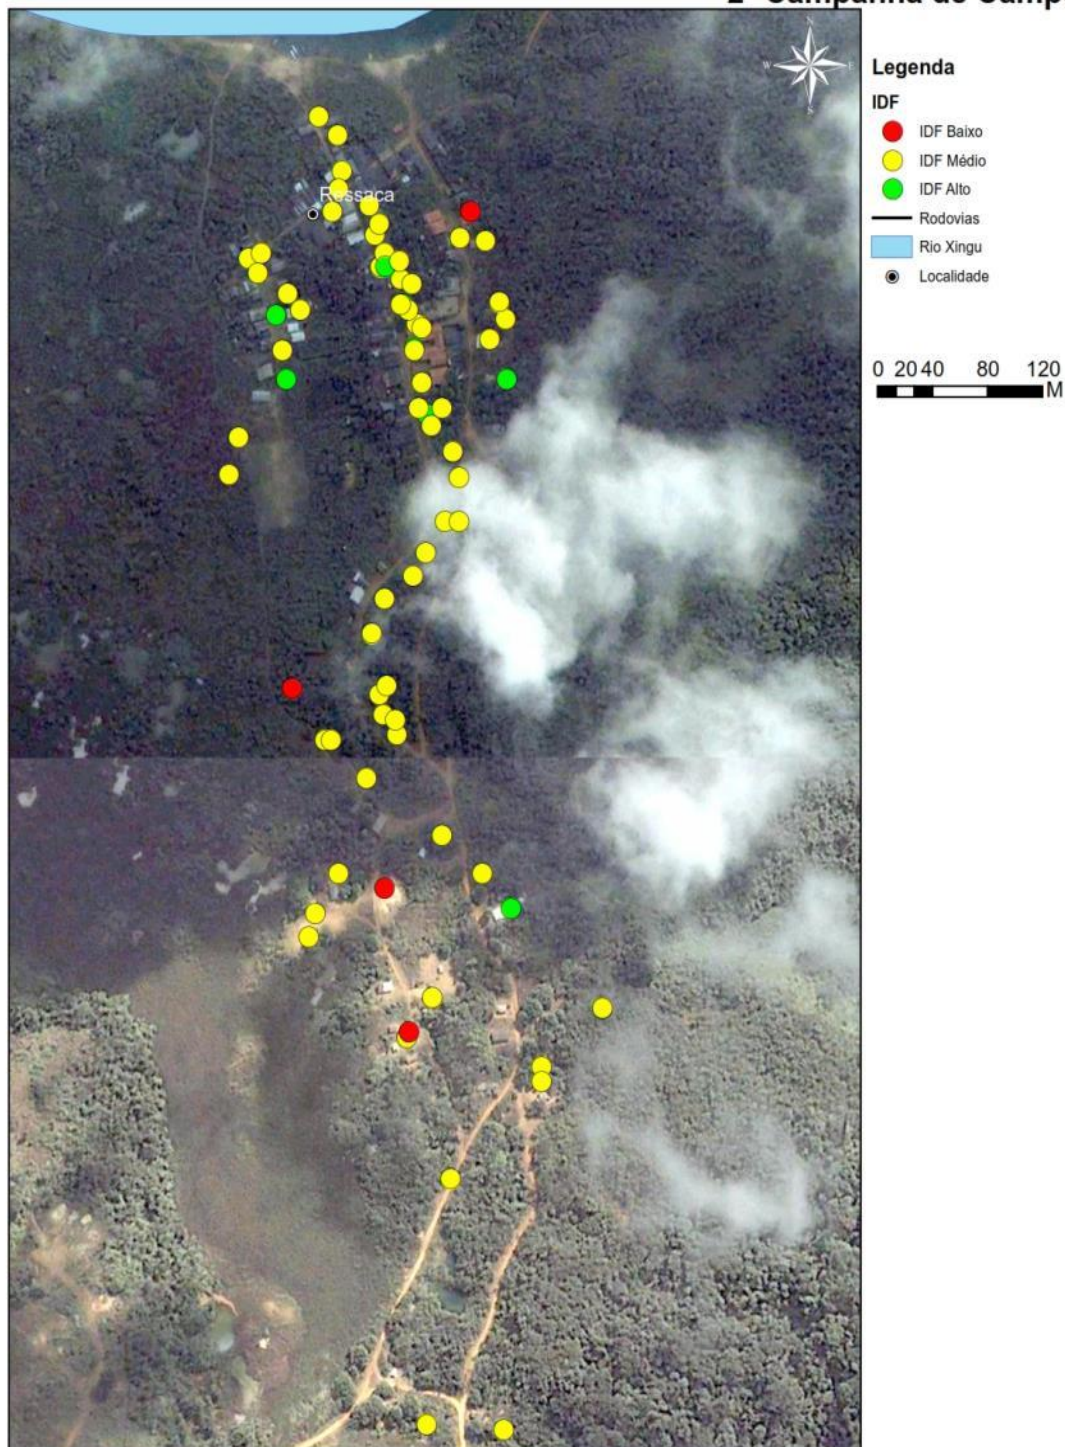 2ª Campanha de Camp
N
W E
S
Legenda
IDF
IDF Baixo
IDF Médio
IDF Alto
Rodovias
Rio Xingu
Localidade
Ressaca
0 20 40 80 120
M